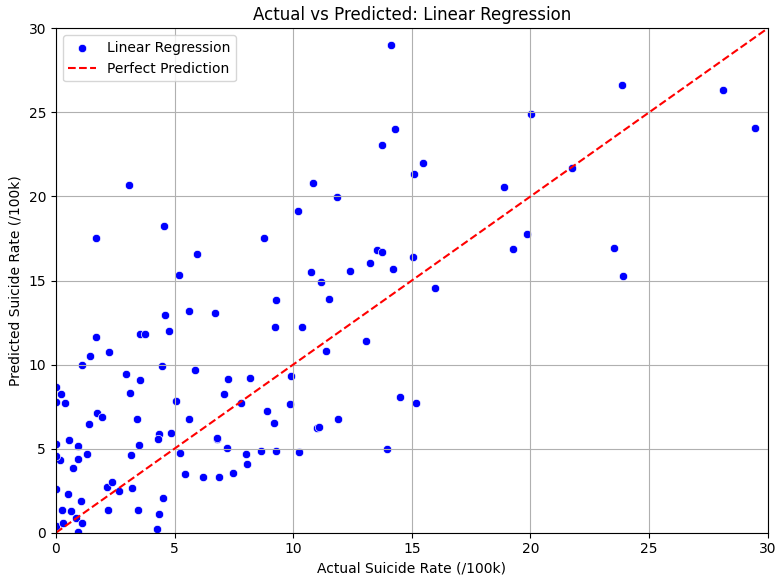 Actual vs Predicted: Linear Regression
Linear Regression
Perfect Prediction
30
25
20
15
10
5
0
Predicted Suicide Rate (/100k)
0 5 10 15 20 25 30
Actual Suicide Rate (/100k)